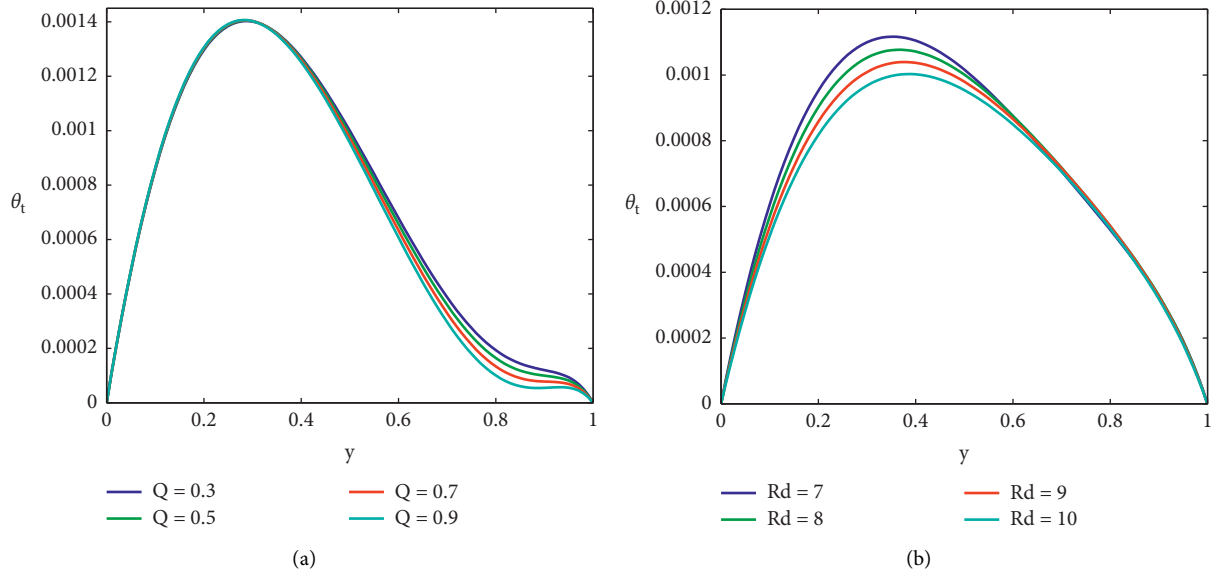 0.0014
0.0012
0.001
0.0008
θt
0.0006
0.0004
0.0002
0
0 0.2 0.4 0.6 0.8 1
y
Q = 0.3 Q = 0.7
Q = 0.5 Q = 0.9
(a)
0.0012
0.001
0.0008
θt
0.0006
0.0004
0.0002
0
0 0.2 0.4 0.6 0.8 1
y
Rd = 7 Rd = 9
Rd = 8 Rd = 10
(b)